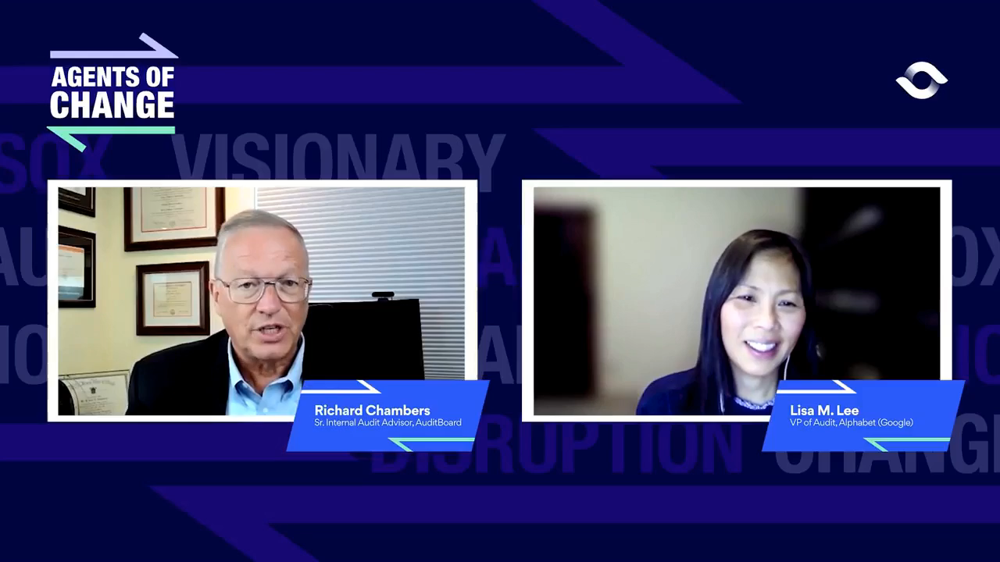 AGENTS OF
CHANGE
SOX VISIONARY
Richard Chambers
Sr. Internal Audit Advisor, AuditBoard
Lisa M. Lee
VP of Audit, Alphabet (Google)
DISRUPTION CHANGE